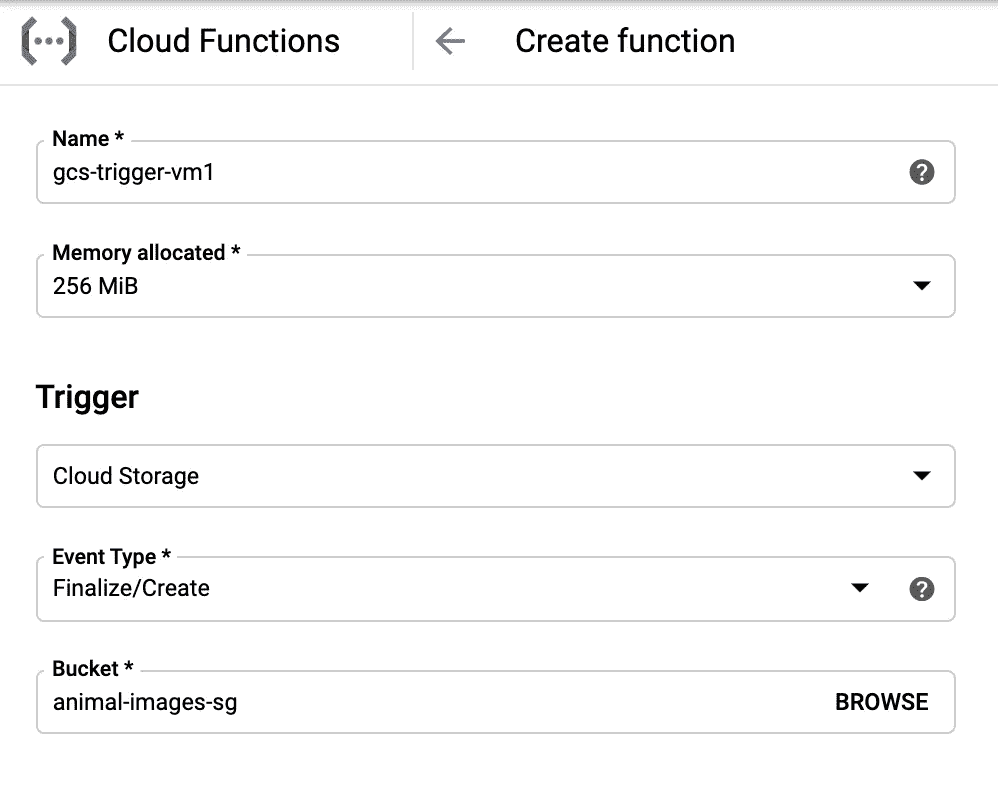 Cloud Functions Create function
Name *
gcs-trigger-vm1
Memory allocated *
256 MiB
Trigger
Cloud Storage
Event Type *
Finalize/Create
Bucket *
animal-images-sg BROWSE